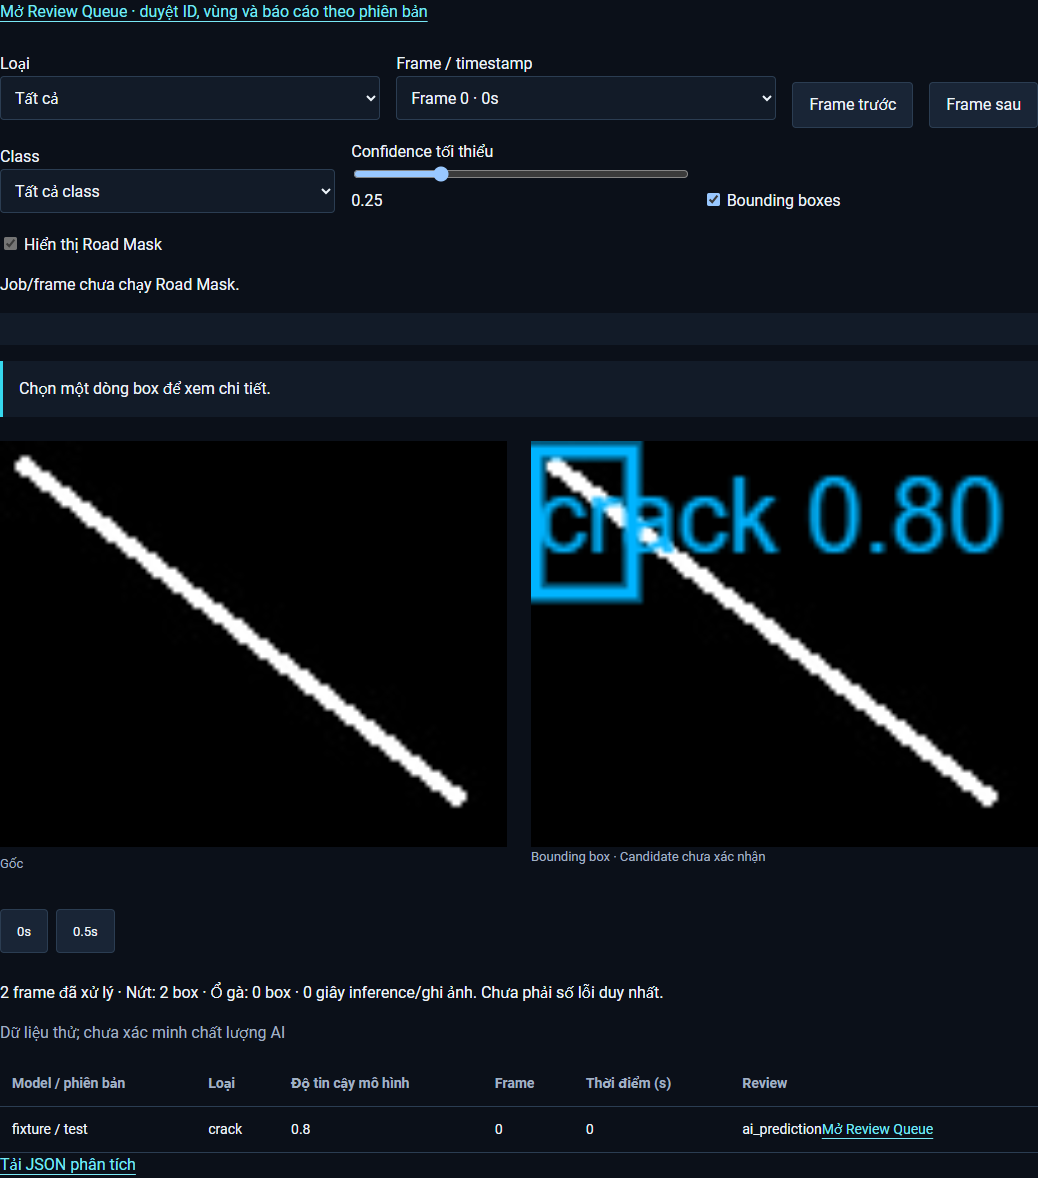 Mở Review Queue · duyệt ID, vùng và báo cáo theo phiên bản
Loại
Tất cả
Frame / timestamp
Frame 0 · 0s
Frame trước
Frame sau
Class
Tất cả class
Confidence tối thiểu
0.25
Bounding boxes
Hiển thị Road Mask
Job/frame chưa chạy Road Mask.
Chọn một dòng box để xem chi tiết.
crack 0.80
Gốc
Bounding box · Candidate chưa xác nhận
0s
0.5s
2 frame đã xử lý · Nứt: 2 box · Ổ gà: 0 box · 0 giây inference/ghi ảnh. Chưa phải số lỗi duy nhất.
Dữ liệu thử; chưa xác minh chất lượng AI
Model / phiên bản Loại Độ tin cậy mô hình Frame Thời điểm (s) Review
fixture / test crack 0.8 0 0 ai_predictionMở Review Queue
Tải JSON phân tích